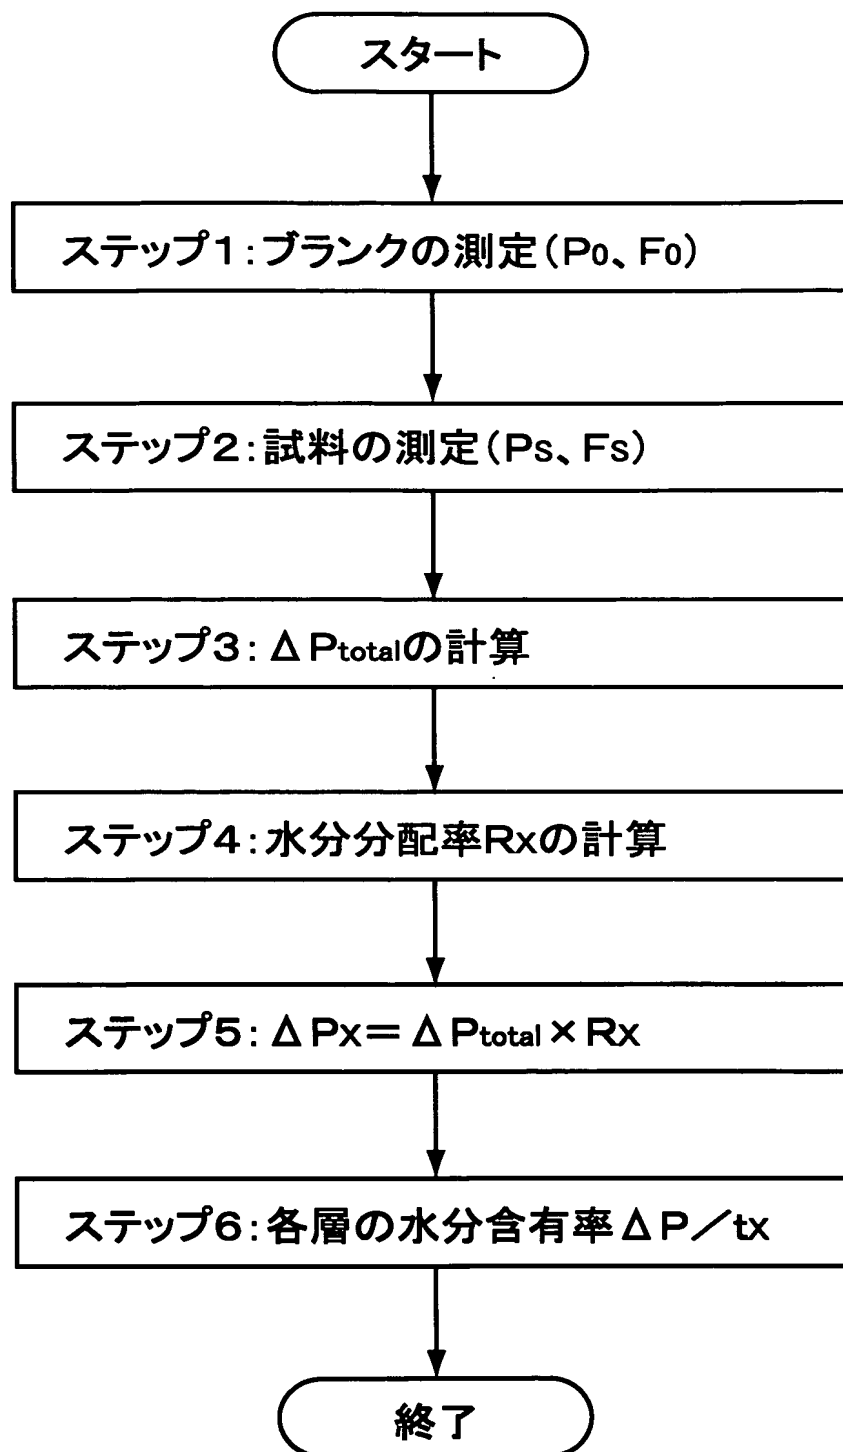 スタート
ステップ1:ブランクの測定(P0、F0)
ステップ2:試料の測定(Ps、Fs)
ステップ3:ΔPtotalの計算
ステップ4:水分分配率Rxの計算
ステップ5:ΔPx=ΔPtotal×Rx
ステップ6:各層の水分含有率ΔP/tx
終了